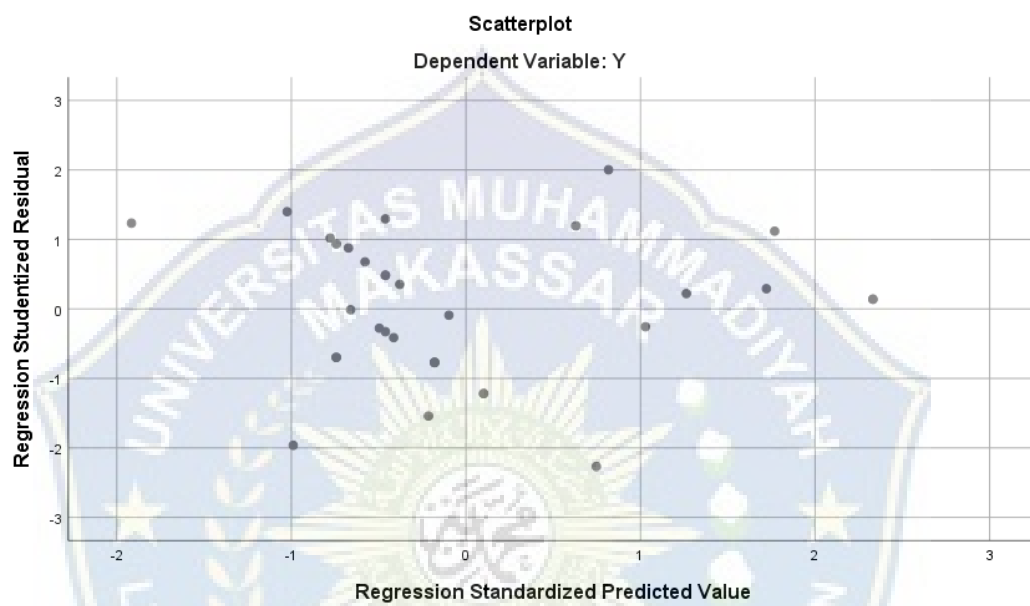 Scatterplot
Dependent Variable: Y
Regression Studentized Residual
3
2
1
0
-1
-2
-3
UNIVERSITAS MUHAMMADIYAH
MAKASSAR
-2
-1
0
1
2
3
Regression Standardized Predicted Value